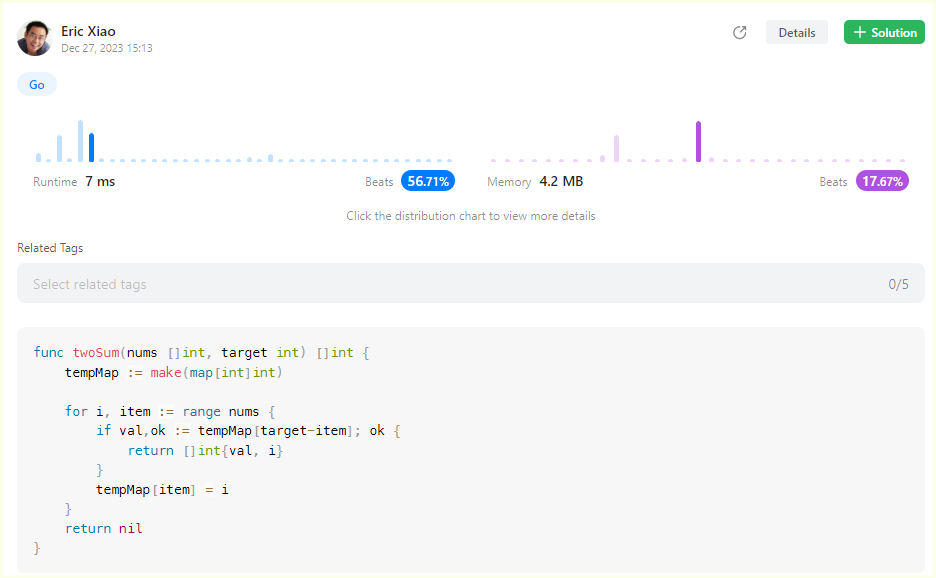 Eric Xiao
Dec 27, 2023 15:13
Details
+ Solution
Go
Runtime 7 ms
Beats 56.71%
Memory 4.2 MB
Beats 17.67%
Click the distribution chart to view more details
Related Tags
Select related tags 0/5
func twoSum(nums []int, target int) []int {
    tempMap := make(map[int]int)

    for i, item := range nums {
        if val,ok := tempMap[target-item]; ok {
            return []int{val, i}
        }
        tempMap[item] = i
    }
    return nil
}